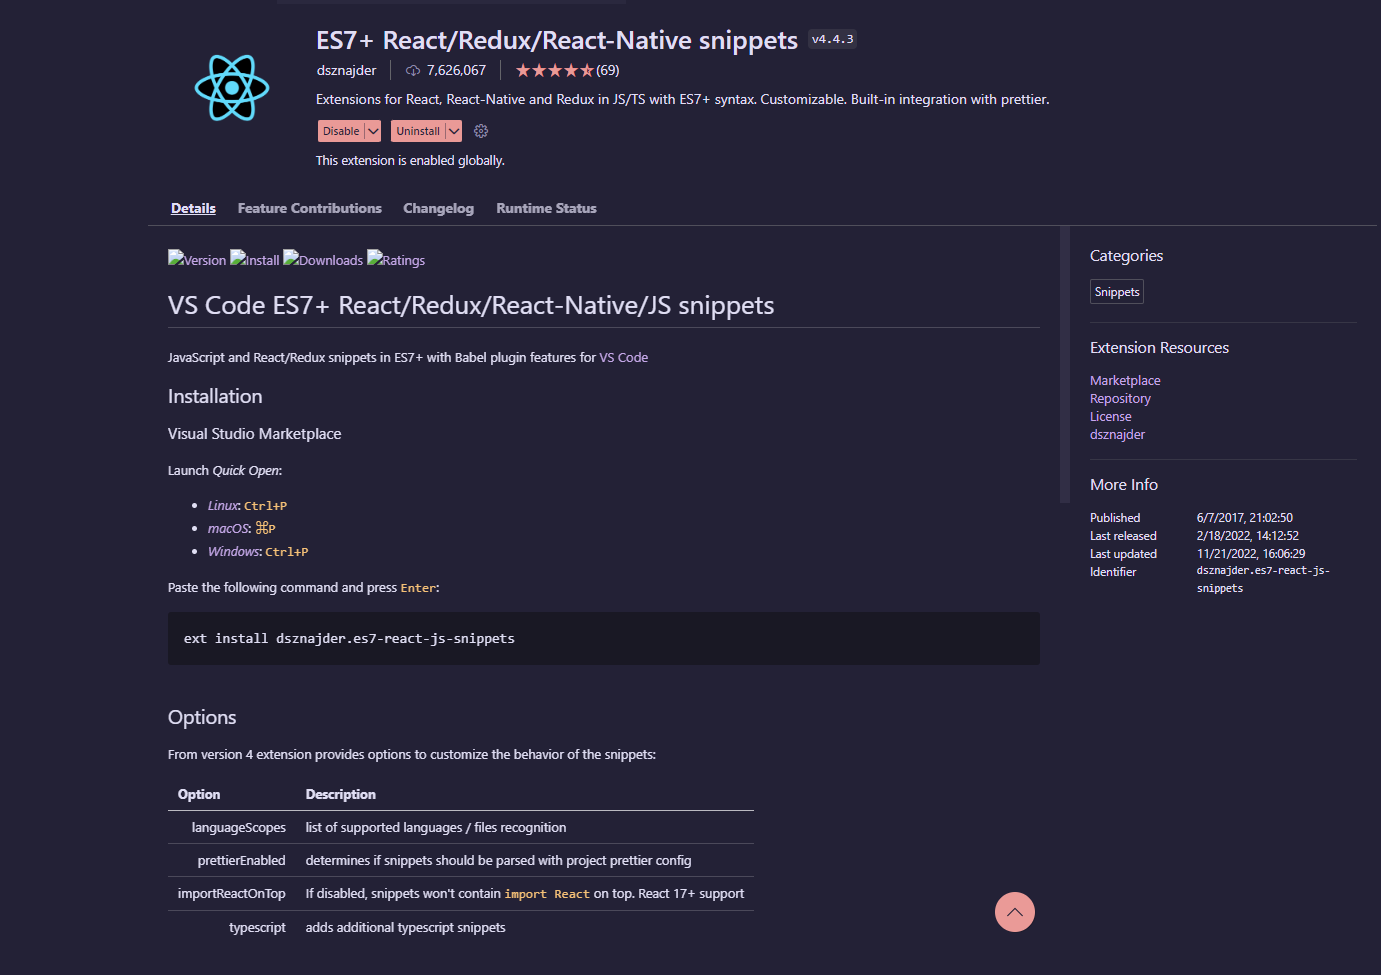 ES7+ React/Redux/React-Native snippets v4.4.3
dsznajder 7,626,067 (69)
Extensions for React, React-Native and Redux in JS/TS with ES7+ syntax. Customizable. Built-in integration with prettier.
Disable Uninstall
This extension is enabled globally.
Details Feature Contributions Changelog Runtime Status
Version Install Downloads Ratings
VS Code ES7+ React/Redux/React-Native/JS snippets
JavaScript and React/Redux snippets in ES7+ with Babel plugin features for VS Code
Installation
Visual Studio Marketplace
Launch Quick Open:
• Linux: Ctrl+P
• macOS: ⌘P
• Windows: Ctrl+P
Paste the following command and press Enter:
ext install dsznajder.es7-react-js-snippets
Options
From version 4 extension provides options to customize the behavior of the snippets:
Option Description
languageScopes list of supported languages / files recognition
prettierEnabled determines if snippets should be parsed with project prettier config
importReactOnTop If disabled, snippets won't contain import React on top. React 17+ support
typescript adds additional typescript snippets
Categories
Snippets
Extension Resources
Marketplace
Repository
License
dsznajder
More Info
Published 6/7/2017, 21:02:50
Last released 2/18/2022, 14:12:52
Last updated 11/21/2022, 16:06:29
Identifier dsznajder.es7-react-js-
snippets